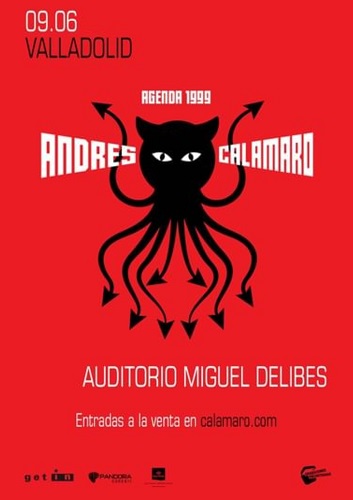 09.06
VALLADOLID
AGENDA 1999
ANDRES CALAMARO
AUDITORIO MIGUEL DELIBES
Entradas a la venta en calamaro.com
get in
PANDORA